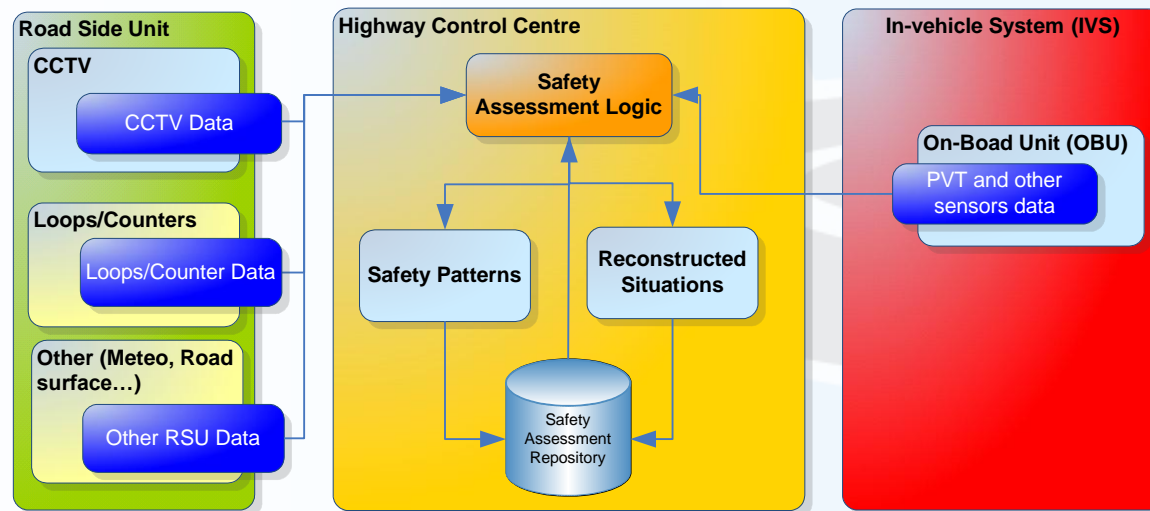 Road Side Unit
CCTV
CCTV Data
Loops/Counters
Loops/Counter Data
Other (Meteo, Road
surface…)
Other RSU Data
Highway Control Centre
Safety
Assessment Logic
Safety Patterns
Reconstructed
Situations
Safety
Assessment
Repository
In-vehicle System (IVS)
On-Boad Unit (OBU)
PVT and other
sensors data